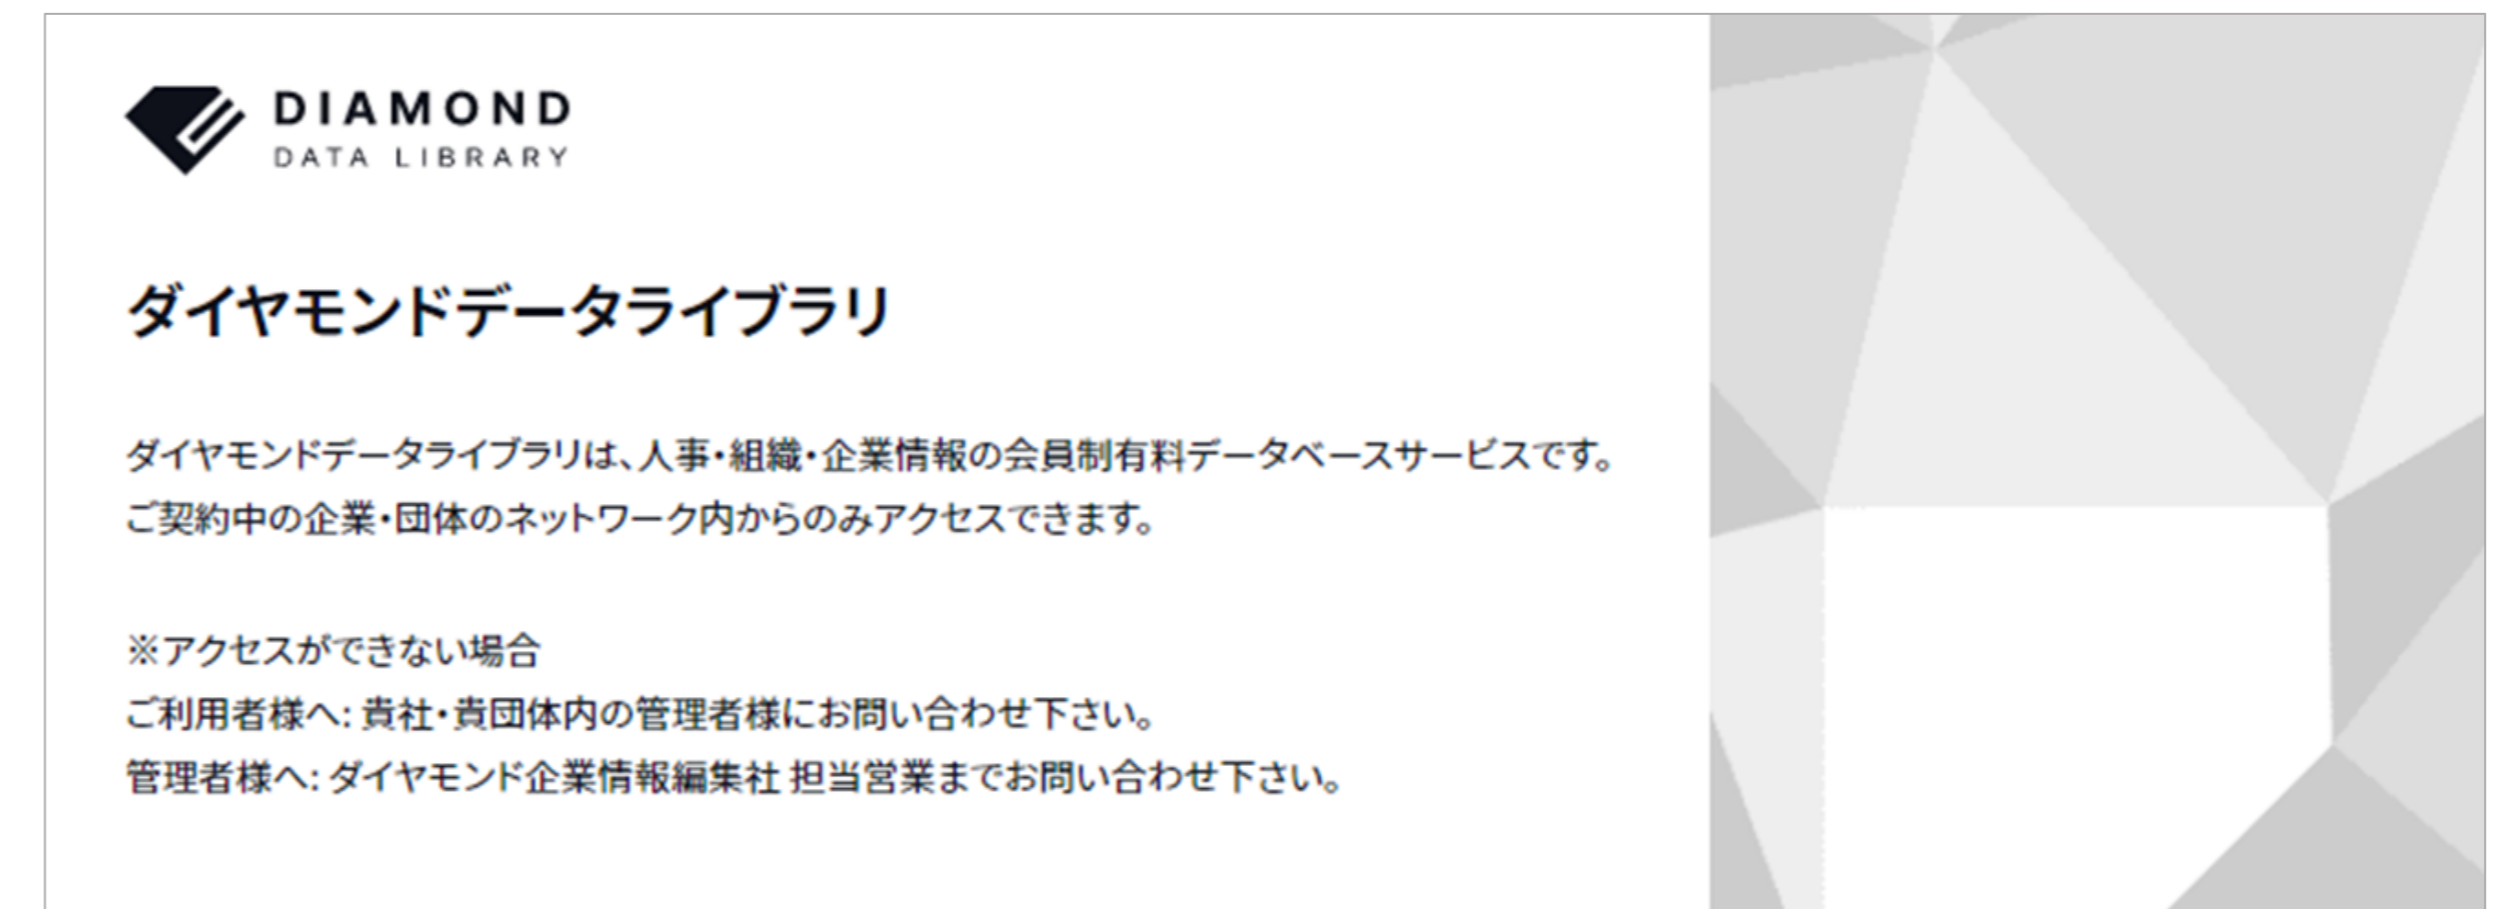 DIAMOND
DATA LIBRARY
ダイヤモンドデータライブラリ
ダイヤモンドデータライブラリは、人事・組織・企業情報の会員制有料データベースサービスです。
ご契約中の企業・団体のネットワーク内からのみアクセスできます。
※アクセスができない場合
ご利用者様へ: 貴社・貴団体内の管理者様にお問い合わせ下さい。
管理者様へ: ダイヤモンド企業情報編集社 担当営業までお問い合わせ下さい。